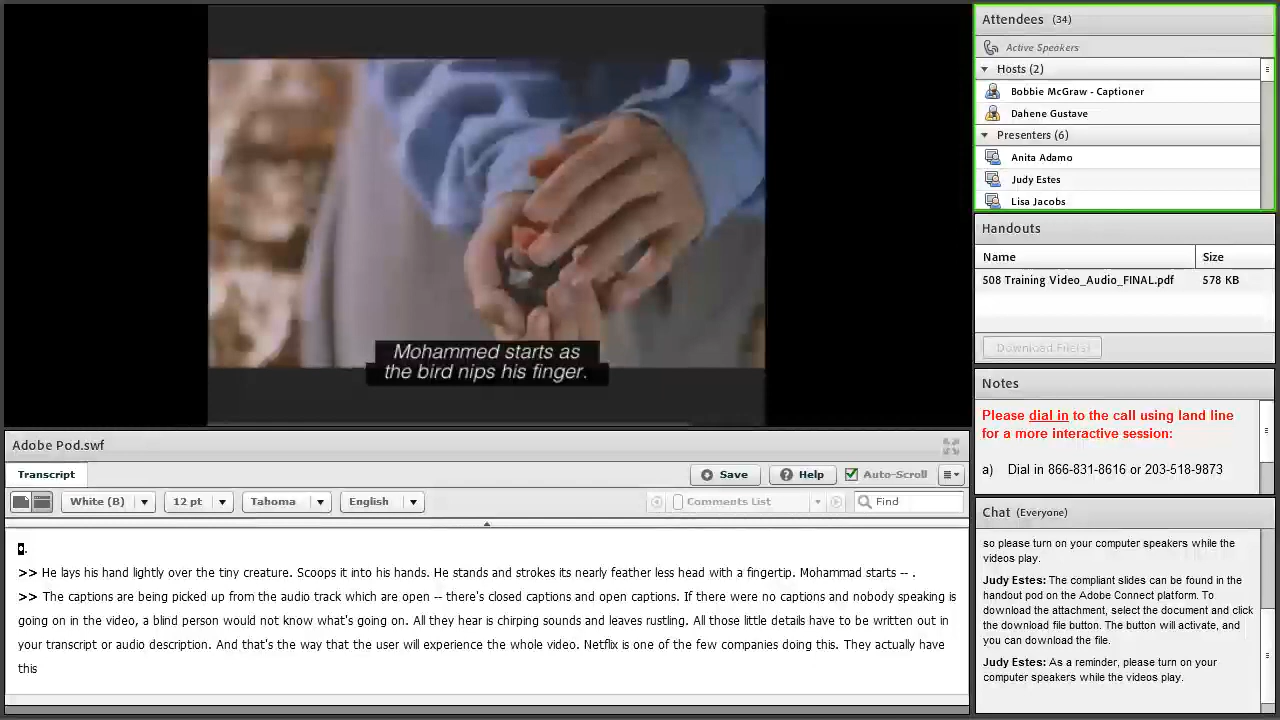 Mohammed starts as
the bird nips his finger.
Adobe Pod.swf
Transcript
Save
Help
Auto-Scroll
White (B)
12 pt
Tahoma
English
Comments List
Find
.
>> He lays his hand lightly over the tiny creature. Scoops it into his hands. He stands and strokes its nearly feather less head with a fingertip. Mohammad starts -- .
>> The captions are being picked up from the audio track which are open -- there's closed captions and open captions. If there were no captions and nobody speaking is
going on in the video, a blind person would not know what's going on. All they hear is chirping sounds and leaves rustling. All those little details have to be written out in
your transcript or audio description. And that's the way that the user will experience the whole video. Netflix is one of the few companies doing this. They actually have
this
Attendees (34)
Active Speakers
Hosts (2)
Bobbie McGraw - Captioner
Dahene Gustave
Presenters (6)
Anita Adamo
Judy Estes
Lisa Jacobs
Handouts
Name Size
508 Training Video_Audio_FINAL.pdf 578 KB
Download File(s)
Notes
Please dial in to the call using land line
for a more interactive session:
a) Dial in 866-831-8616 or 203-518-9873
Chat (Everyone)
so please turn on your computer speakers while the
videos play.
Judy Estes: The compliant slides can be found in the
handout pod on the Adobe Connect platform. To
download the attachment, select the document and click
the download file button. The button will activate, and
you can download the file.
Judy Estes: As a reminder, please turn on your
computer speakers while the videos play.